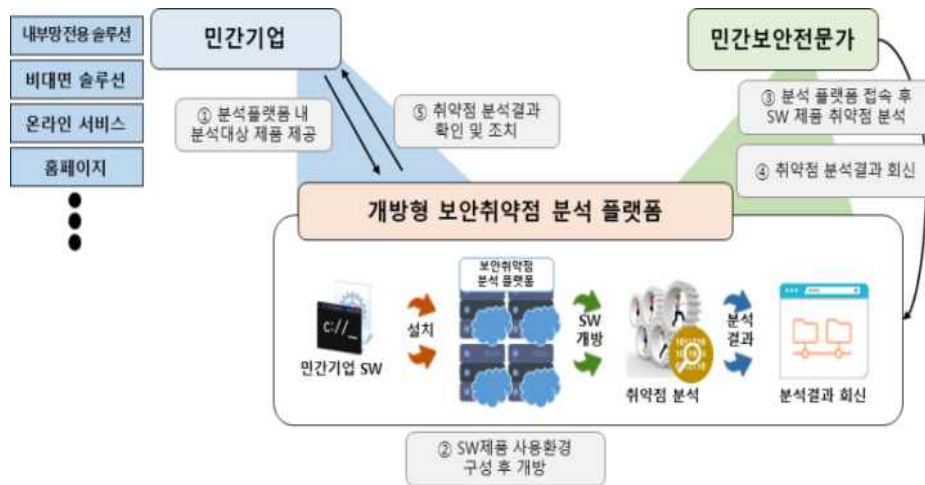 내부망전용 솔루션
비대면 솔루션
온라인 서비스
홈페이지
민간기업
민간보안전문가
① 분석플랫폼 내
분석대상 제품 제공
⑤ 취약점 분석결과
확인 및 조치
③ 분석 플랫폼 접속 후
SW 제품 취약점 분석
④ 취약점 분석결과 회신
개방형 보안취약점 분석 플랫폼
c://_
민간기업 SW
설치
보안취약점
분석 플랫폼
SW
개방
취약점 분석
분석
결과
분석결과 회신
② SW제품 사용환경
구성 후 개방